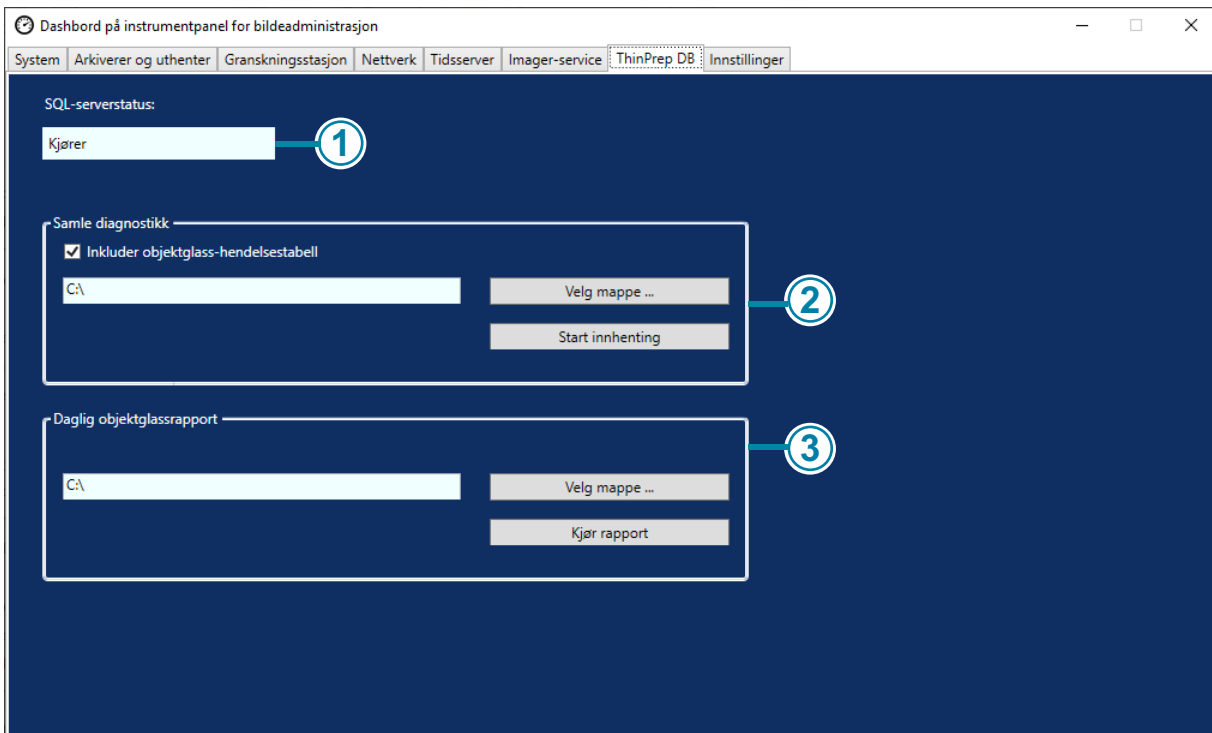 Dashbord på instrumentpanel for bildeadministrasjon
System Arkiverer og uthenter Granskningsstasjon Nettverk Tidsserver Imager-service ThinPrep DB Innstillinger
SQL-serverstatus:
Kjører
1
Samle diagnostikk
Inkluder objektglass-hendelsestabell
C:\ Velg mappe ...
2
Start innhenting
Daglig objektglassrapport
3
C:\ Velg mappe ...
Kjør rapport